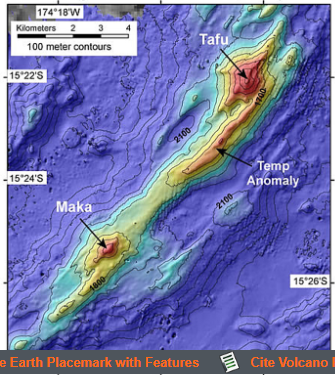 174°18'W
Kilometers 2 3 4
100 meter contours
Tafu
15°22'S
1700
2100
Temp
Anomaly
15°24'S
2100
Maka
1800
15°26'S
e Earth Placemark with Features
Cite Volcano